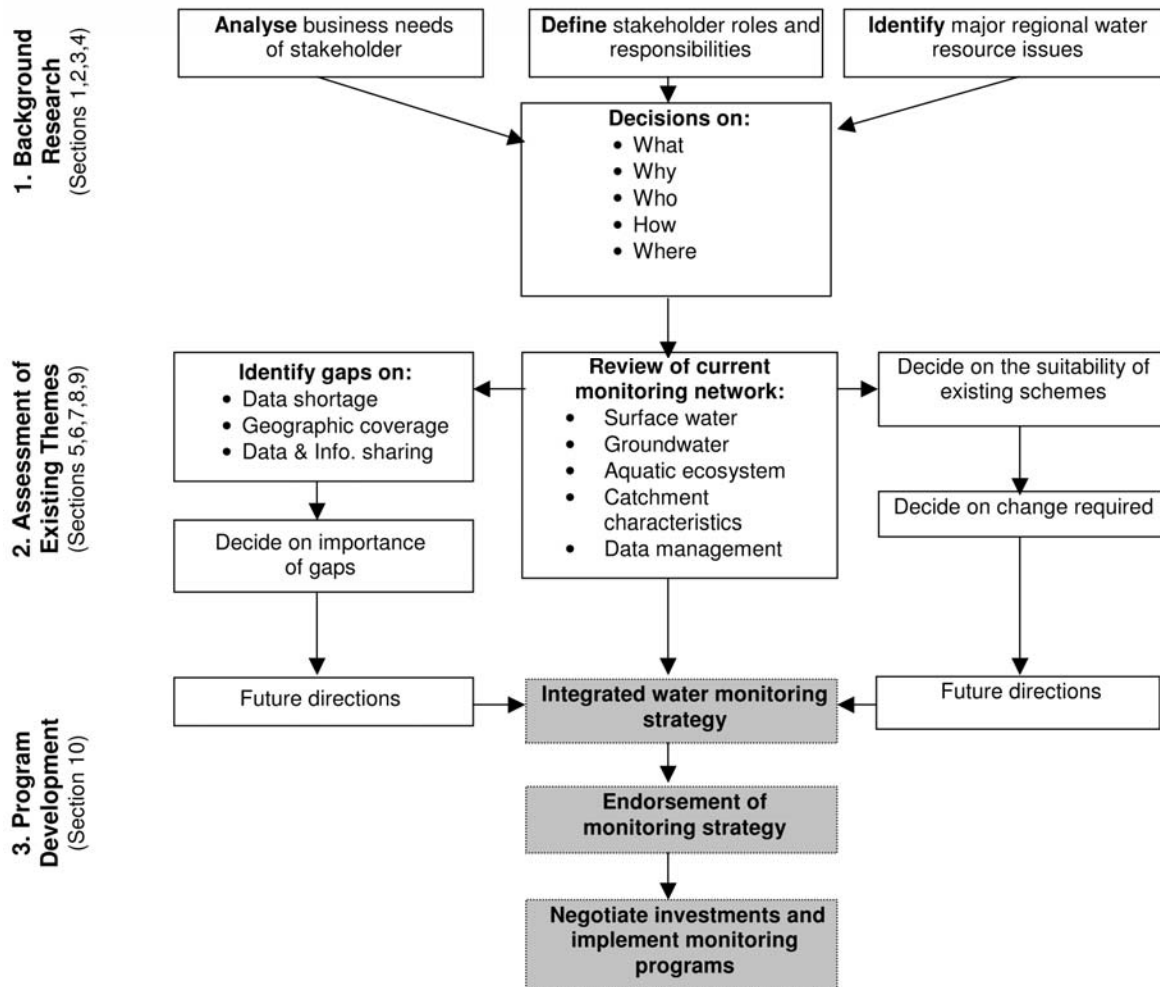 Analyse business needs
of stakeholder
Define stakeholder roles and
responsibilities
Identify major regional water
resource issues
1. Background
Research
(Sections 1,2,3,4)
Decisions on:
• What
• Why
• Who
• How
• Where
2. Assessment of
Existing Themes
(Sections 5,6,7,8,9)
Identify gaps on:
• Data shortage
• Geographic coverage
• Data & Info. sharing
Review of current
monitoring network:
• Surface water
• Groundwater
• Aquatic ecosystem
• Catchment
characteristics
• Data management
Decide on the suitability of
existing schemes
Decide on importance
of gaps
Decide on change required
3. Program
Development
(Section 10)
Future directions
Integrated water monitoring
strategy
Future directions
Endorsement of
monitoring strategy
Negotiate investments and
implement monitoring
programs